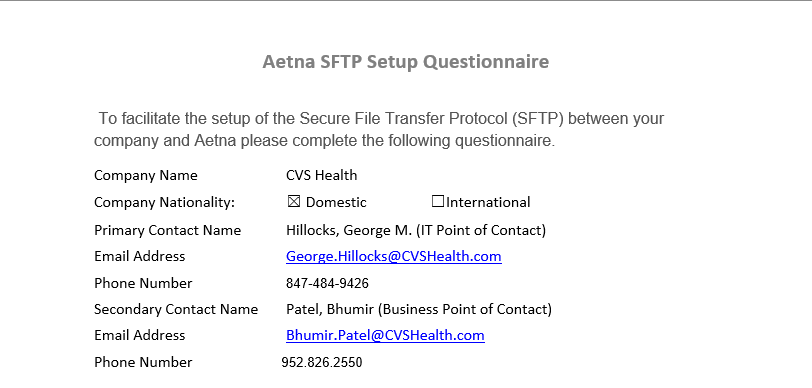 Aetna SFTP Setup Questionnaire
To facilitate the setup of the Secure File Transfer Protocol (SFTP) between your
company and Aetna please complete the following questionnaire.
Company Name CVS Health
Company Nationality: ☒ Domestic ☐International
Primary Contact Name Hillocks, George M. (IT Point of Contact)
Email Address George.Hillocks@CVSHealth.com
Phone Number 847-484-9426
Secondary Contact Name Patel, Bhumir (Business Point of Contact)
Email Address Bhumir.Patel@CVSHealth.com
Phone Number 952.826.2550